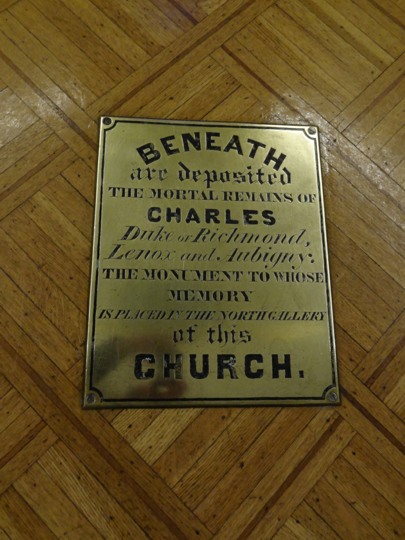 BENEATH,
are deposited
THE MORTAL REMAINS OF
CHARLES
Duke of Richmond,
Lenox and Aubigny:
THE MONUMENT TO WHOSE
MEMORY
IS PLACED IN THE NORTH GALLERY
of this
CHURCH.